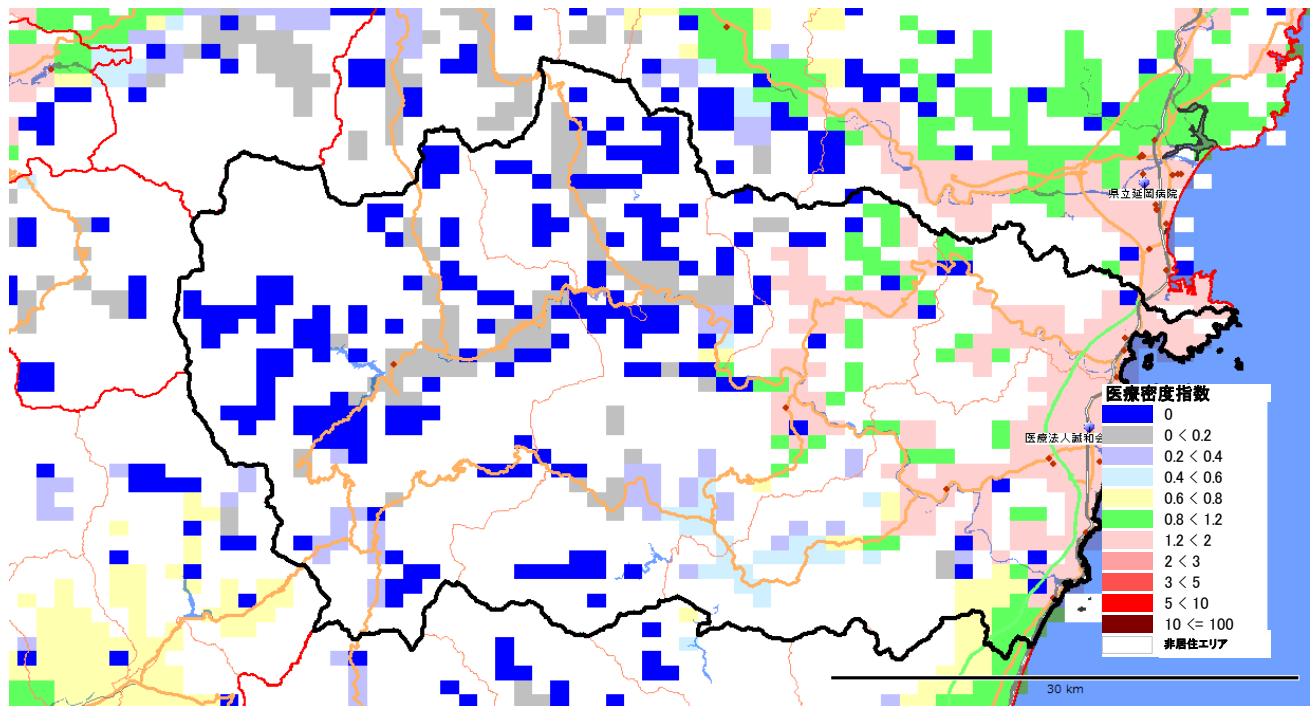 県立延岡病院
医療法人誠和会
医療密度指数
0
0 < 0.2
0.2 < 0.4
0.4 < 0.6
0.6 < 0.8
0.8 < 1.2
1.2 < 2
2 < 3
3 < 5
5 < 10
10 <= 100
非居住エリア
30 km